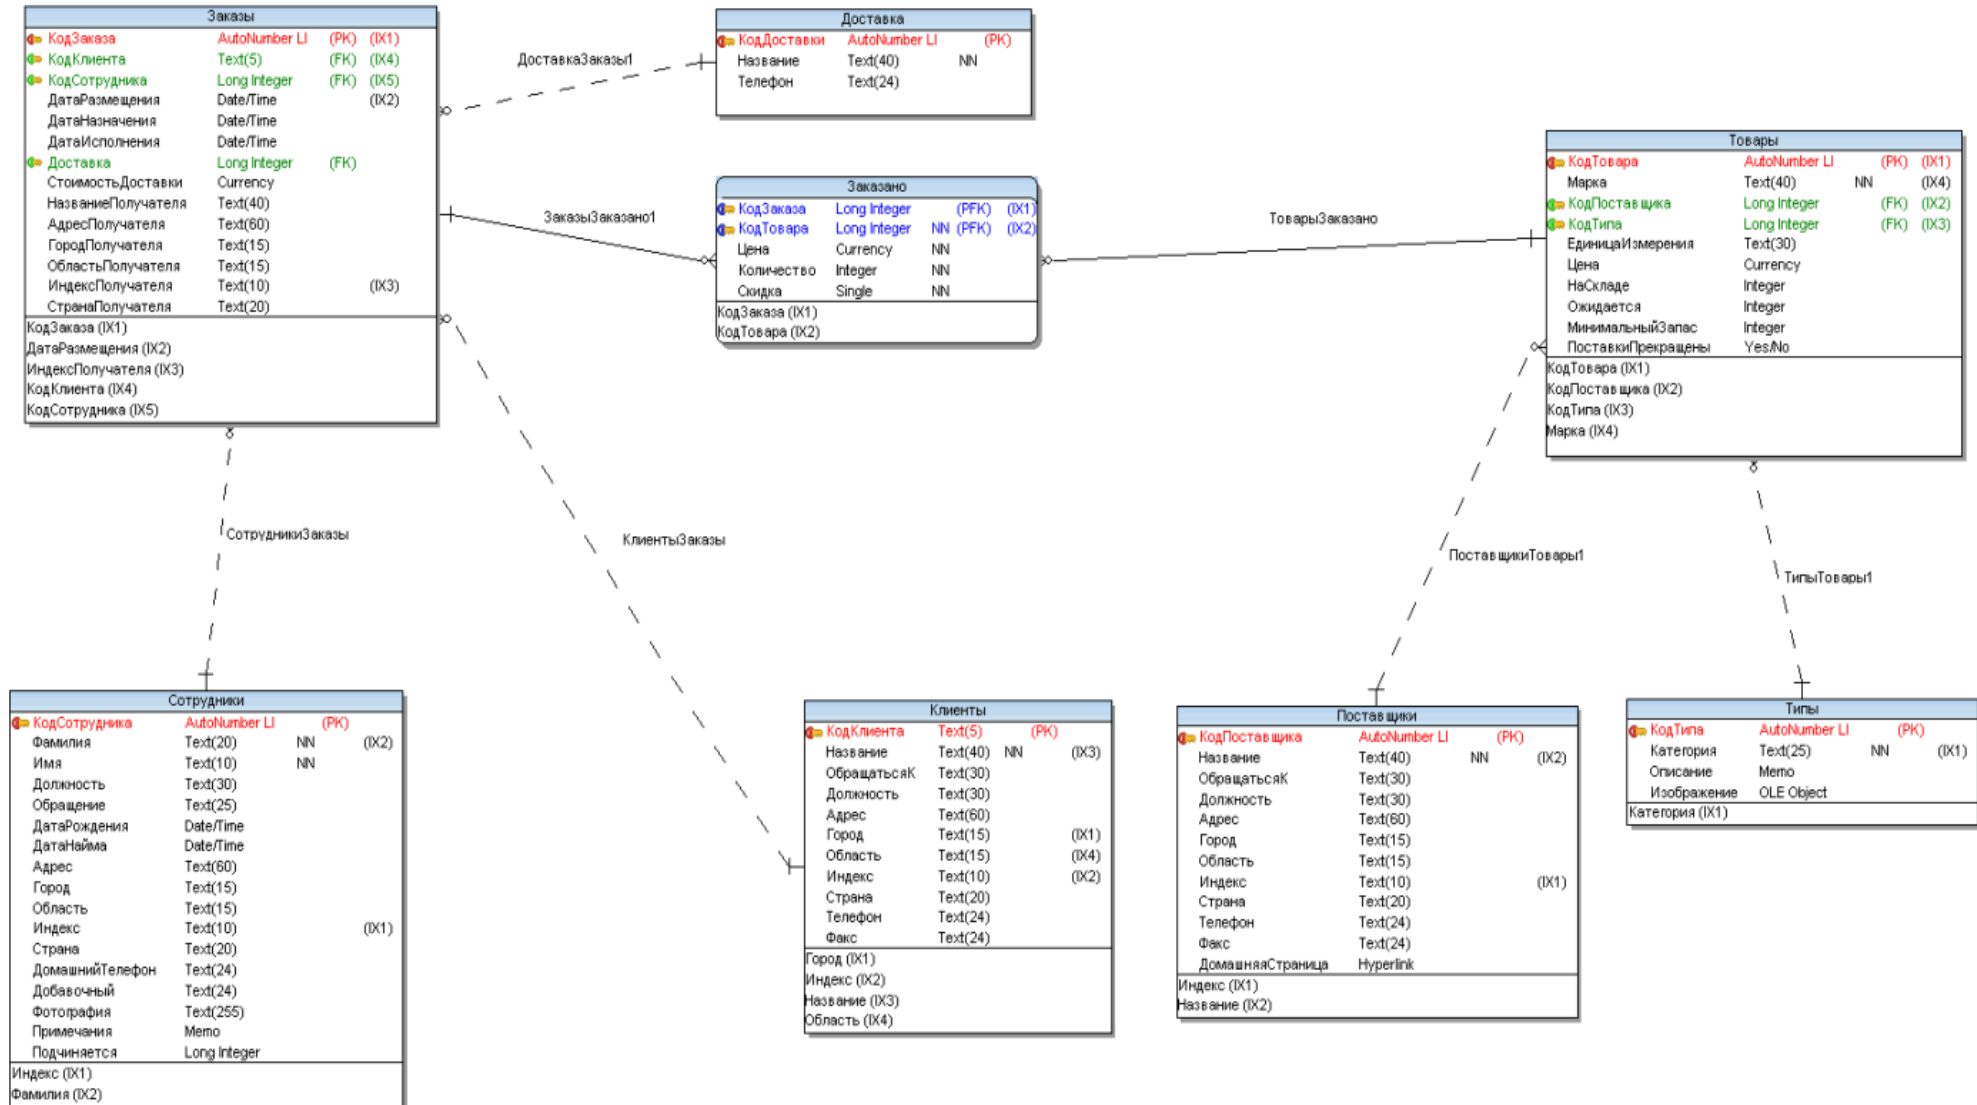 Заказы
КодЗаказа AutoNumber LI (PK) (IX1)
КодКлиента Text(5) (FK) (IX4)
КодСотрудника Long Integer (FK) (IX5)
ДатаРазмещения Date/Time (IX2)
ДатаНазначения Date/Time
ДатаИсполнения Date/Time
Доставка Long Integer (FK)
СтоимостьДоставки Currency
НазваниеПолучателя Text(40)
АдресПолучателя Text(60)
ГородПолучателя Text(15)
ОбластьПолучателя Text(15)
ИндексПолучателя Text(10) (IX3)
СтранаПолучателя Text(20)
КодЗаказа (IX1)
ДатаРазмещения (IX2)
ИндексПолучателя (IX3)
КодКлиента (IX4)
КодСотрудника (IX5)
ДоставкаЗаказы1
Доставка
КодДоставки AutoNumber LI (PK)
Название Text(40) NN
Телефон Text(24)
ЗаказыЗаказано1
Заказано
КодЗаказа Long Integer (PFK) (IX1)
КодТовара Long Integer NN (PFK) (IX2)
Цена Currency NN
Количество Integer NN
Скидка Single NN
КодЗаказа (IX1)
КодТовара (IX2)
ТоварыЗаказано
Товары
КодТовара AutoNumber LI (PK) (IX1)
Марка Text(40) NN (IX4)
КодПоставщика Long Integer (FK) (IX2)
КодТипа Long Integer (FK) (IX3)
ЕдиницаИзмерения Text(30)
Цена Currency
НаСкладе Integer
Ожидается Integer
МинимальныйЗапас Integer
ПоставкиПрекращены Yes/No
КодТовара (IX1)
КодПоставщика (IX2)
КодТипа (IX3)
Марка (IX4)
СотрудникиЗаказы
КлиентыЗаказы
ПоставщикиТовары1
ТипыТовары1
Сотрудники
КодСотрудника AutoNumber LI (PK)
Фамилия Text(20) NN (IX2)
Имя Text(10) NN
Должность Text(30)
Обращение Text(25)
ДатаРождения Date/Time
ДатаНайма Date/Time
Адрес Text(60)
Город Text(15)
Область Text(15)
Индекс Text(10) (IX1)
Страна Text(20)
ДомашнийТелефон Text(24)
Добавочный Text(24)
Фотография Text(255)
Примечания Memo
Подчиняется Long Integer
Индекс (IX1)
Фамилия (IX2)
Клиенты
КодКлиента Text(5) (PK)
Название Text(40) NN (IX3)
ОбращатьсяК Text(30)
Должность Text(30)
Адрес Text(60)
Город Text(15) (IX1)
Область Text(15) (IX4)
Индекс Text(10) (IX2)
Страна Text(20)
Телефон Text(24)
Факс Text(24)
Город (IX1)
Индекс (IX2)
Название (IX3)
Область (IX4)
Поставщики
КодПоставщика AutoNumber LI (PK)
Название Text(40) NN (IX2)
ОбращатьсяК Text(30)
Должность Text(30)
Адрес Text(60)
Город Text(15)
Область Text(15)
Индекс Text(10) (IX1)
Страна Text(20)
Телефон Text(24)
Факс Text(24)
ДомашняяСтраница Hyperlink
Индекс (IX1)
Название (IX2)
Типы
КодТипа AutoNumber LI (PK)
Категория Text(25) NN (IX1)
Описание Memo
Изображение OLE Object
Категория (IX1)